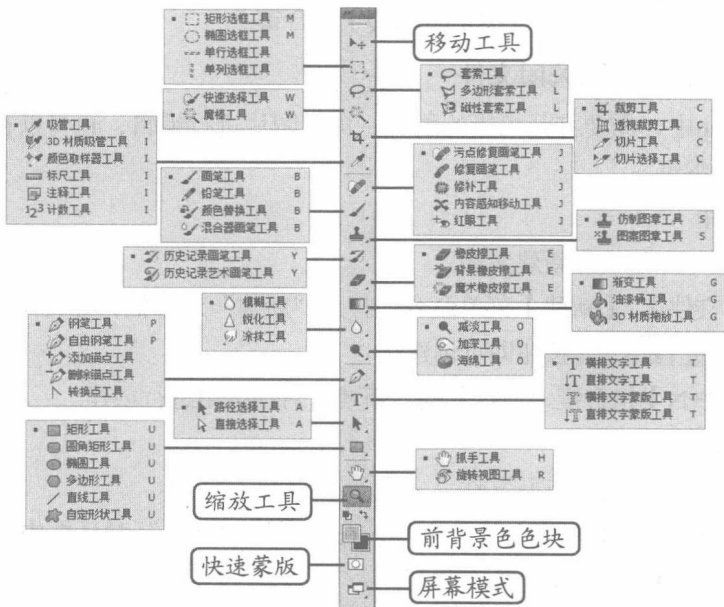 矩形选框工具 M
椭圆选框工具 M
单行选框工具
单列选框工具
移动工具
快速选择工具 W
魔棒工具 W
套索工具 L
多边形套索工具 L
磁性套索工具 L
裁剪工具 C
透视裁剪工具 C
切片工具 C
切片选择工具 C
吸管工具 I
3D 材质吸管工具 I
颜色取样器工具 I
标尺工具 I
注释工具 I
123 计数工具 I
画笔工具 B
铅笔工具 B
颜色替换工具 B
混合器画笔工具 B
污点修复画笔工具 J
修复画笔工具 J
修补工具 J
内容感知移动工具 J
红眼工具 J
仿制图章工具 S
图案图章工具 S
历史记录画笔工具 Y
历史记录艺术画笔工具 Y
橡皮擦工具 E
背景橡皮擦工具 E
魔术橡皮擦工具 E
渐变工具 G
油漆桶工具 G
3D 材质拖放工具 G
模糊工具
锐化工具
涂抹工具
减淡工具 O
加深工具 O
海绵工具 O
钢笔工具 P
自由钢笔工具 P
添加锚点工具
删除锚点工具
转换点工具
T 横排文字工具 T
T 直排文字工具 T
T 横排文字蒙版工具 T
T 直排文字蒙版工具 T
T
路径选择工具 A
直接选择工具 A
矩形工具 U
圆角矩形工具 U
椭圆工具 U
多边形工具 U
直线工具 U
自定形状工具 U
抓手工具 H
旋转视图工具 R
缩放工具
前背景色色块
快速蒙版
屏幕模式